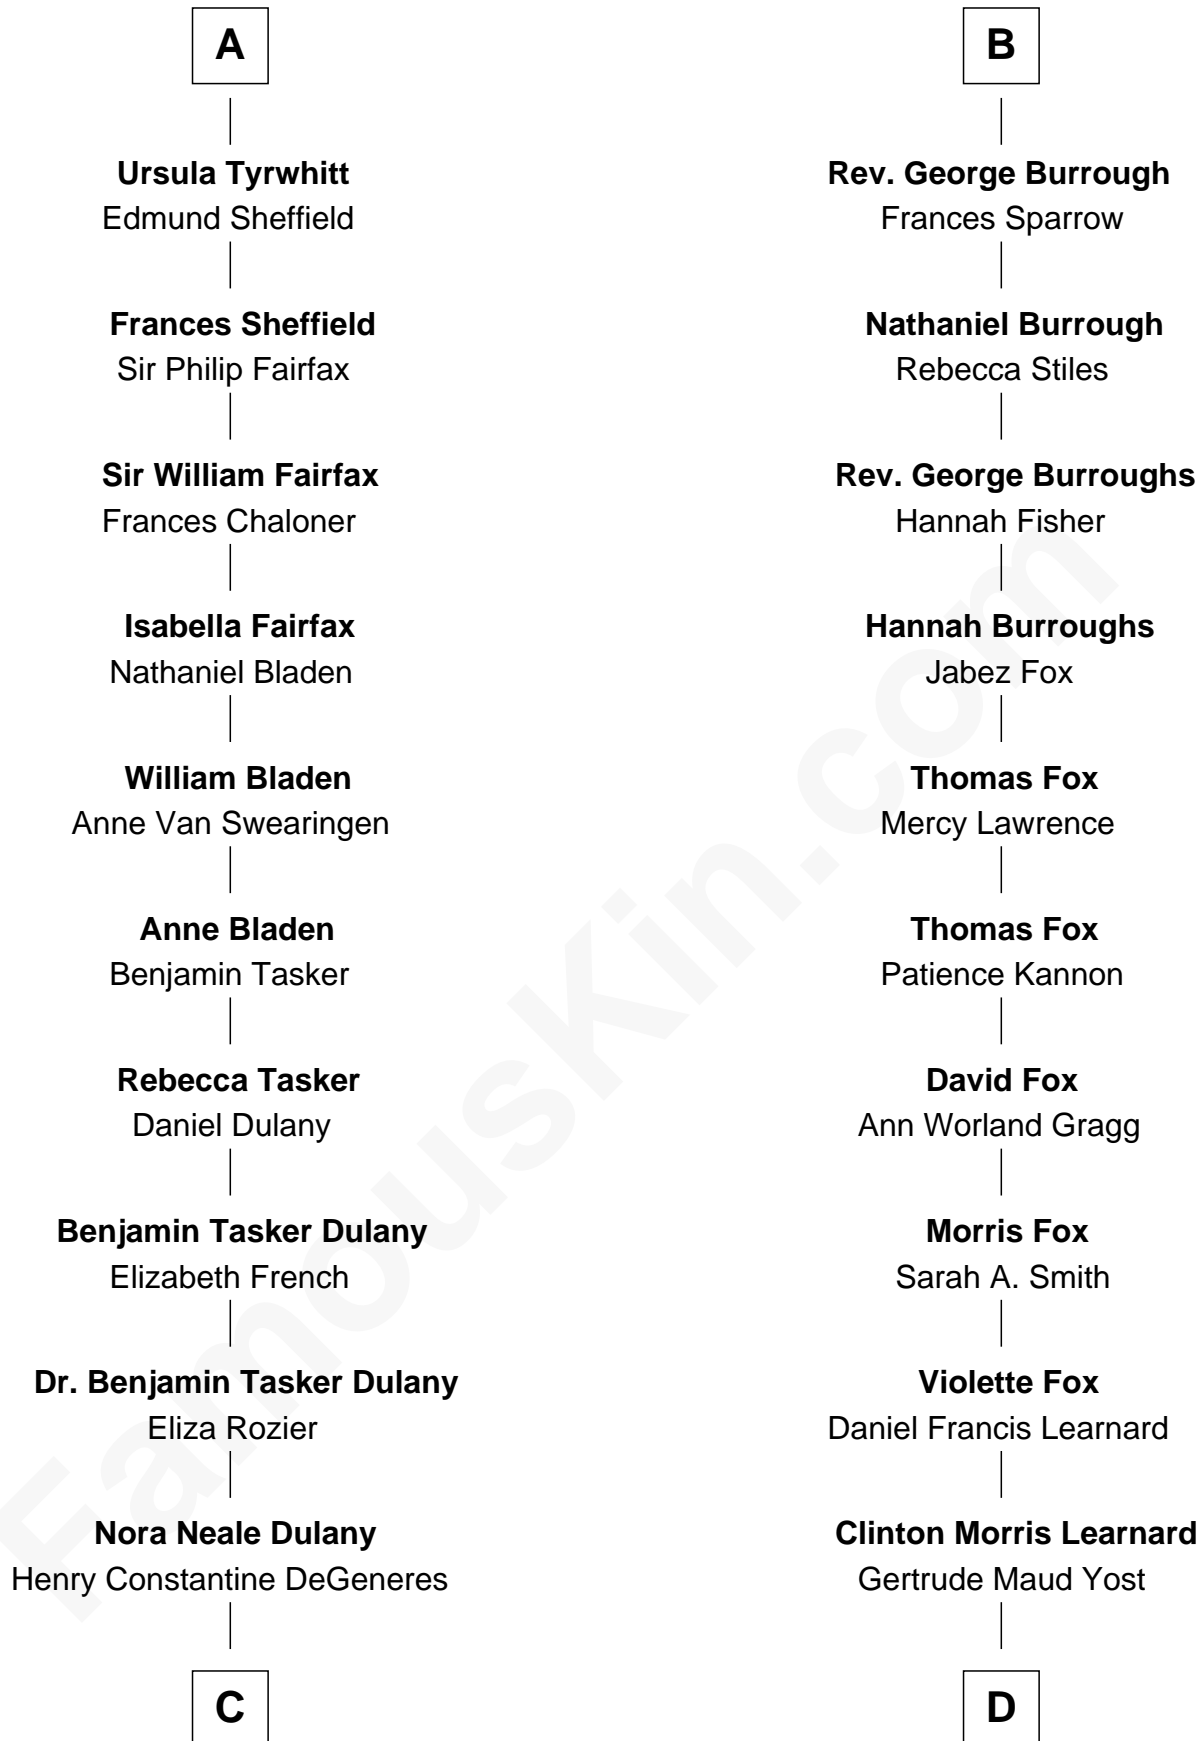 A
Ursula Tyrwhitt
Edmund Sheffield
Frances Sheffield
Sir Philip Fairfax
Sir William Fairfax
Frances Chaloner
Isabella Fairfax
Nathaniel Bladen
William Bladen
Anne Van Swearingen
Anne Bladen
Benjamin Tasker
Rebecca Tasker
Daniel Dulany
Benjamin Tasker Dulany
Elizabeth French
Dr. Benjamin Tasker Dulany
Eliza Rozier
Nora Neale Dulany
Henry Constantine DeGeneres
C
B
Rev. George Burrough
Frances Sparrow
Nathaniel Burrough
Rebecca Stiles
Rev. George Burroughs
Hannah Fisher
Hannah Burroughs
Jabez Fox
Thomas Fox
Mercy Lawrence
Thomas Fox
Patience Kannon
David Fox
Ann Worland Gragg
Morris Fox
Sarah A. Smith
Violette Fox
Daniel Francis Learnard
Clinton Morris Learnard
Gertrude Maud Yost
D
FamousKin.com